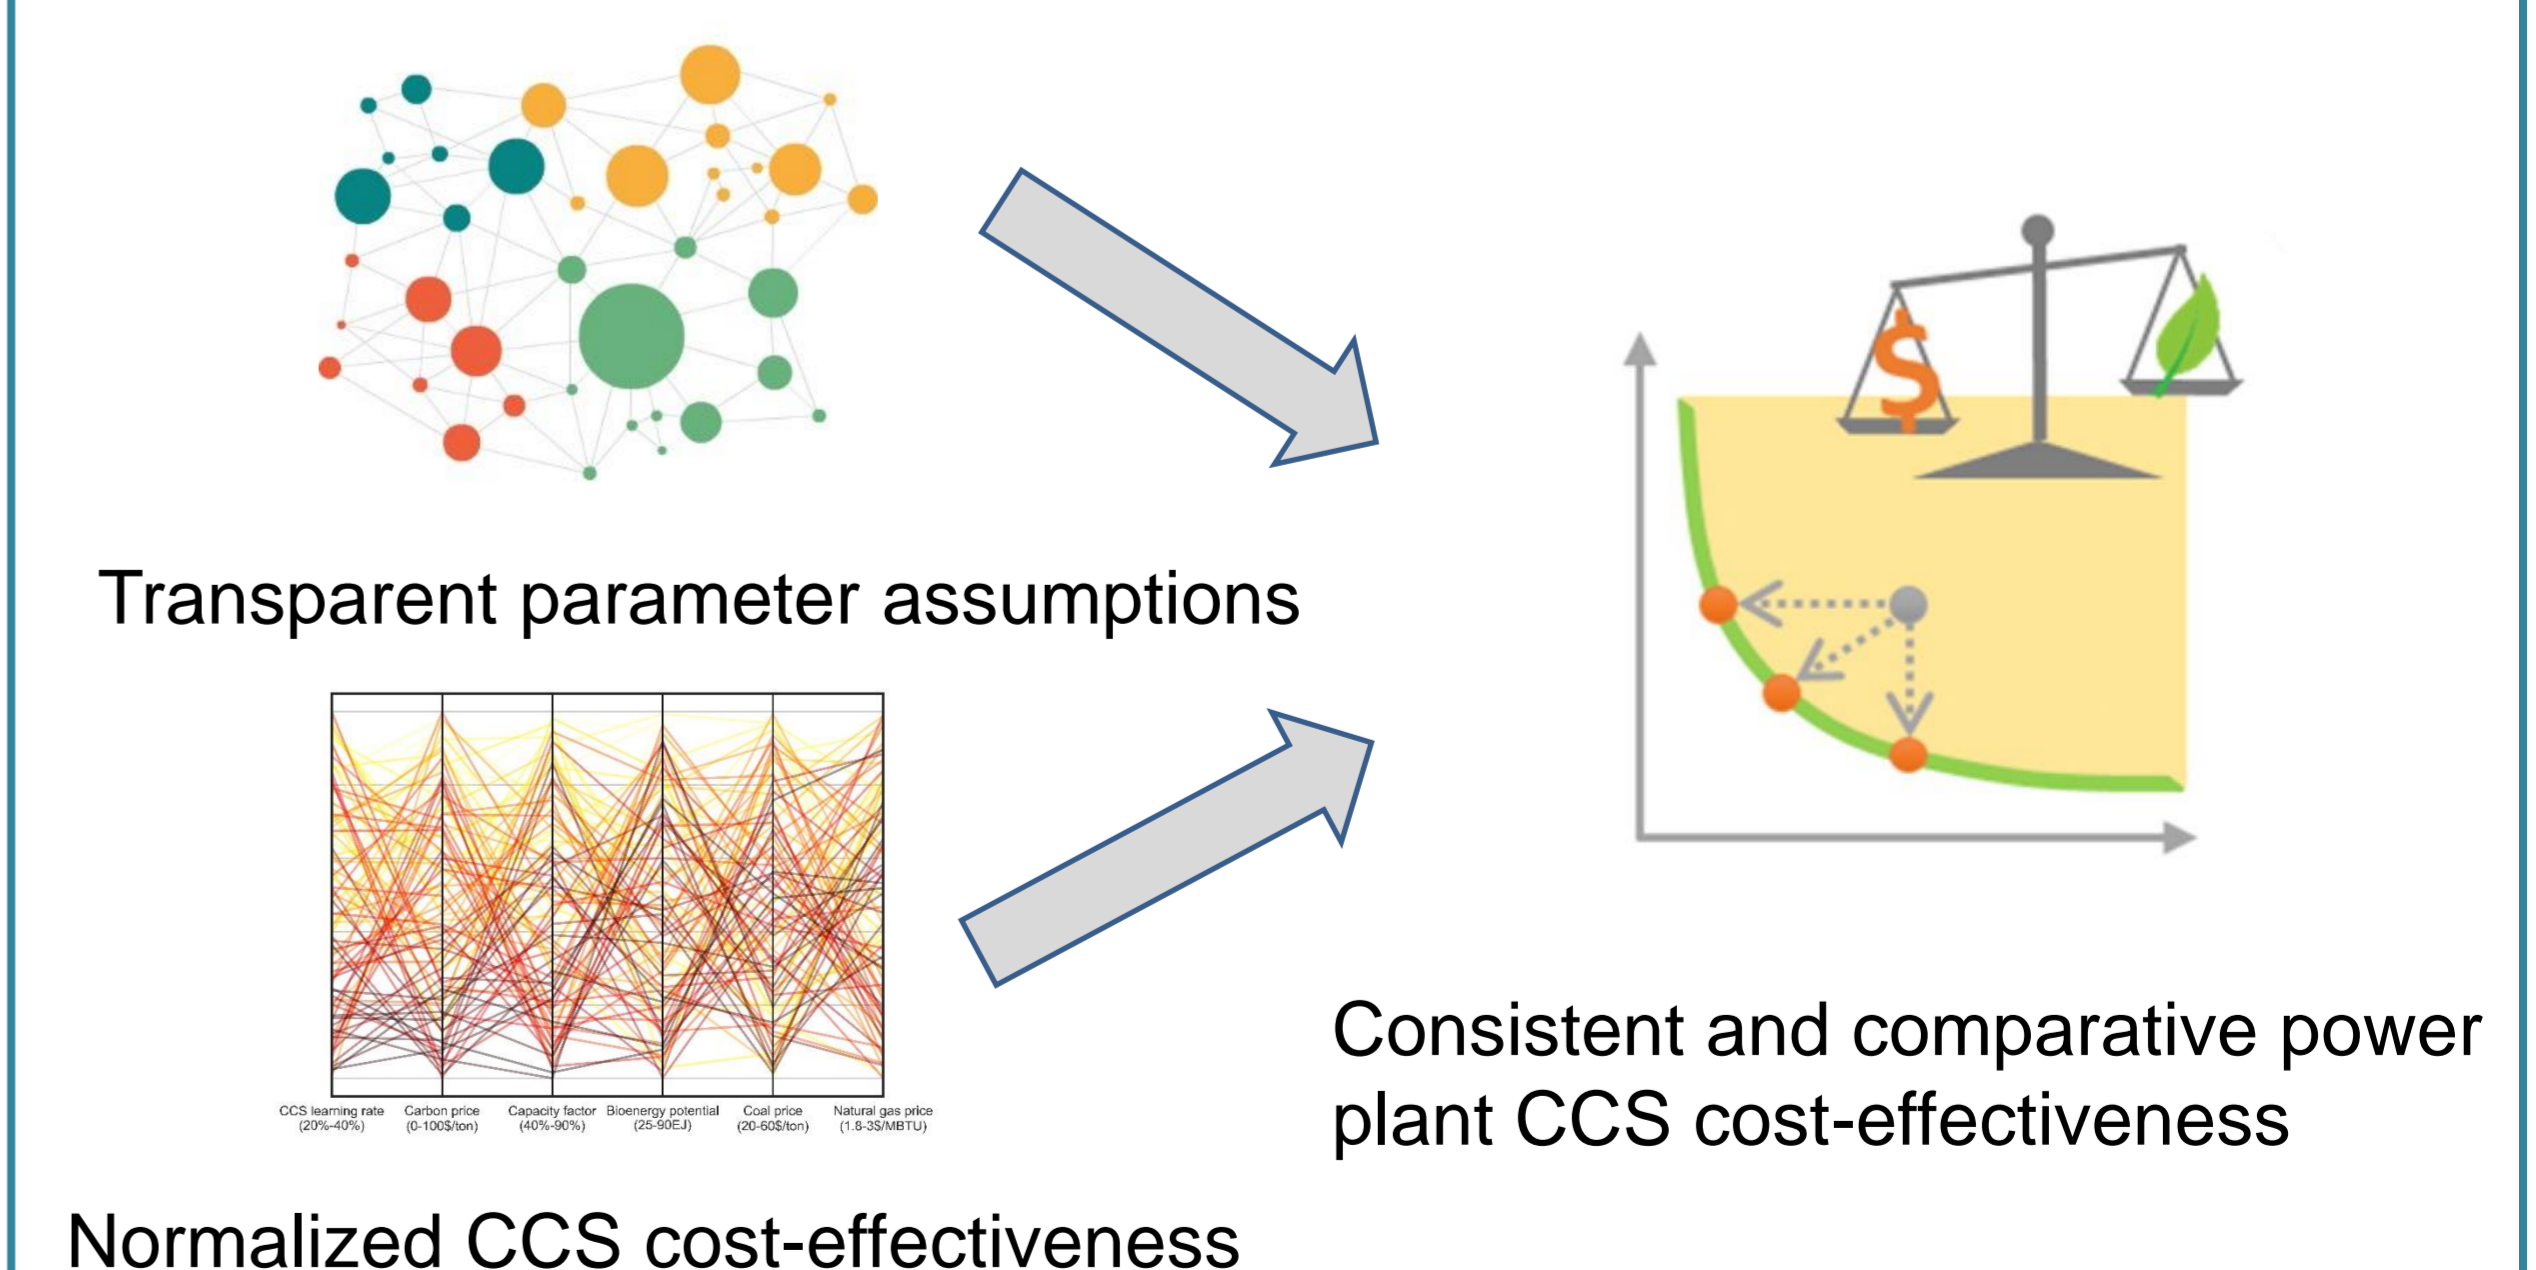 $
Transparent parameter assumptions
CCS learning rate Carbon price Capacity factor Bioenergy potential Coal price Natural gas price
(20%-40%) (0-100$/ton) (40%-90%) (25-90EJ) (20-60$/ton) (1.8-3$/MBTU)
Normalized CCS cost-effectiveness
Consistent and comparative power
plant CCS cost-effectiveness